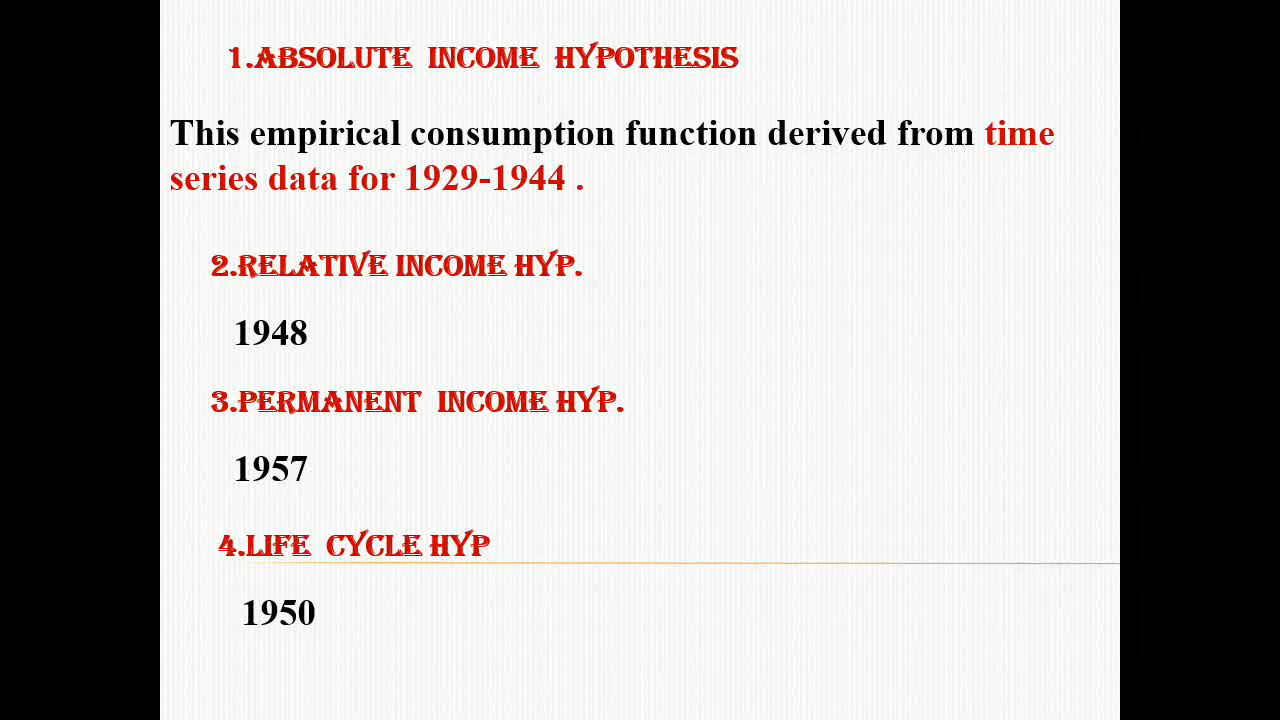 1.ABSOLUTE INCOME HYPOTHESIS
This empirical consumption function derived from time
series data for 1929-1944 .
2.RELATIVE INCOME HYP.
1948
3.PERMANENT INCOME HYP.
1957
4.LIFE CYCLE HYP
1950